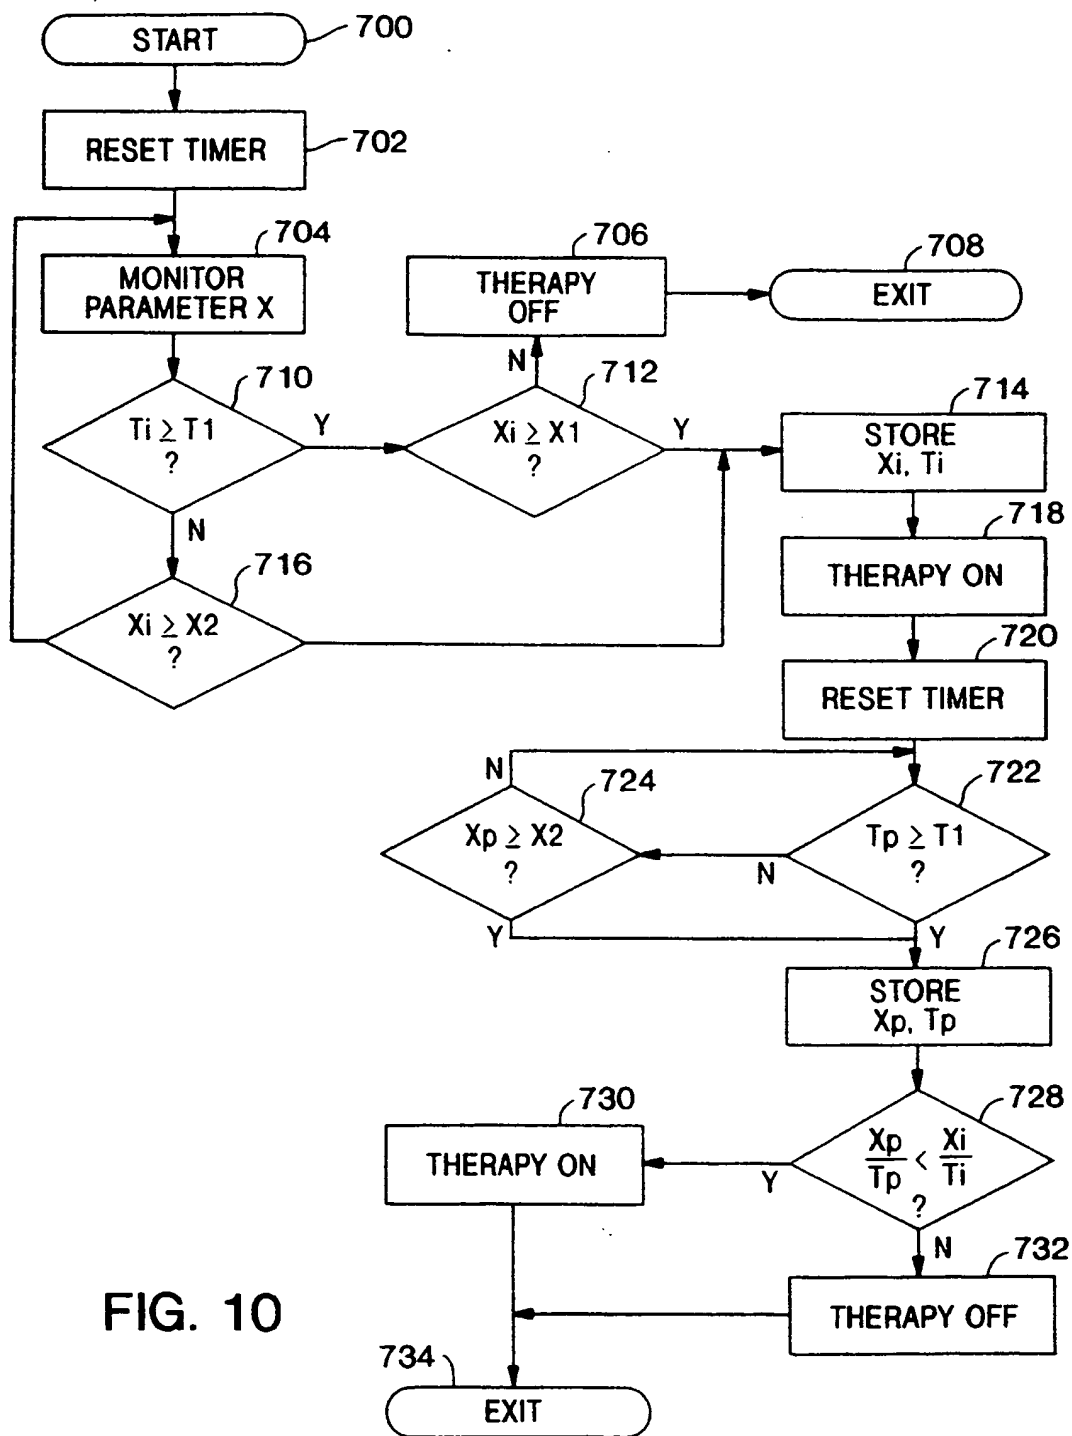 START
700
RESET TIMER
702
704
MONITOR
PARAMETER X
706
THERAPY
OFF
708
EXIT
N
710
Ti ≥ T1
?
Y
712
Xi ≥ X1
?
Y
714
STORE
Xi, Ti
N
716
Xi ≥ X2
?
718
THERAPY ON
720
RESET TIMER
N
724
Xp ≥ X2
?
Y
722
Tp ≥ T1
?
N
Y
726
STORE
Xp, Tp
728
Xp/Tp < Xi/Ti
?
Y
N
730
THERAPY ON
732
THERAPY OFF
FIG. 10
734
EXIT